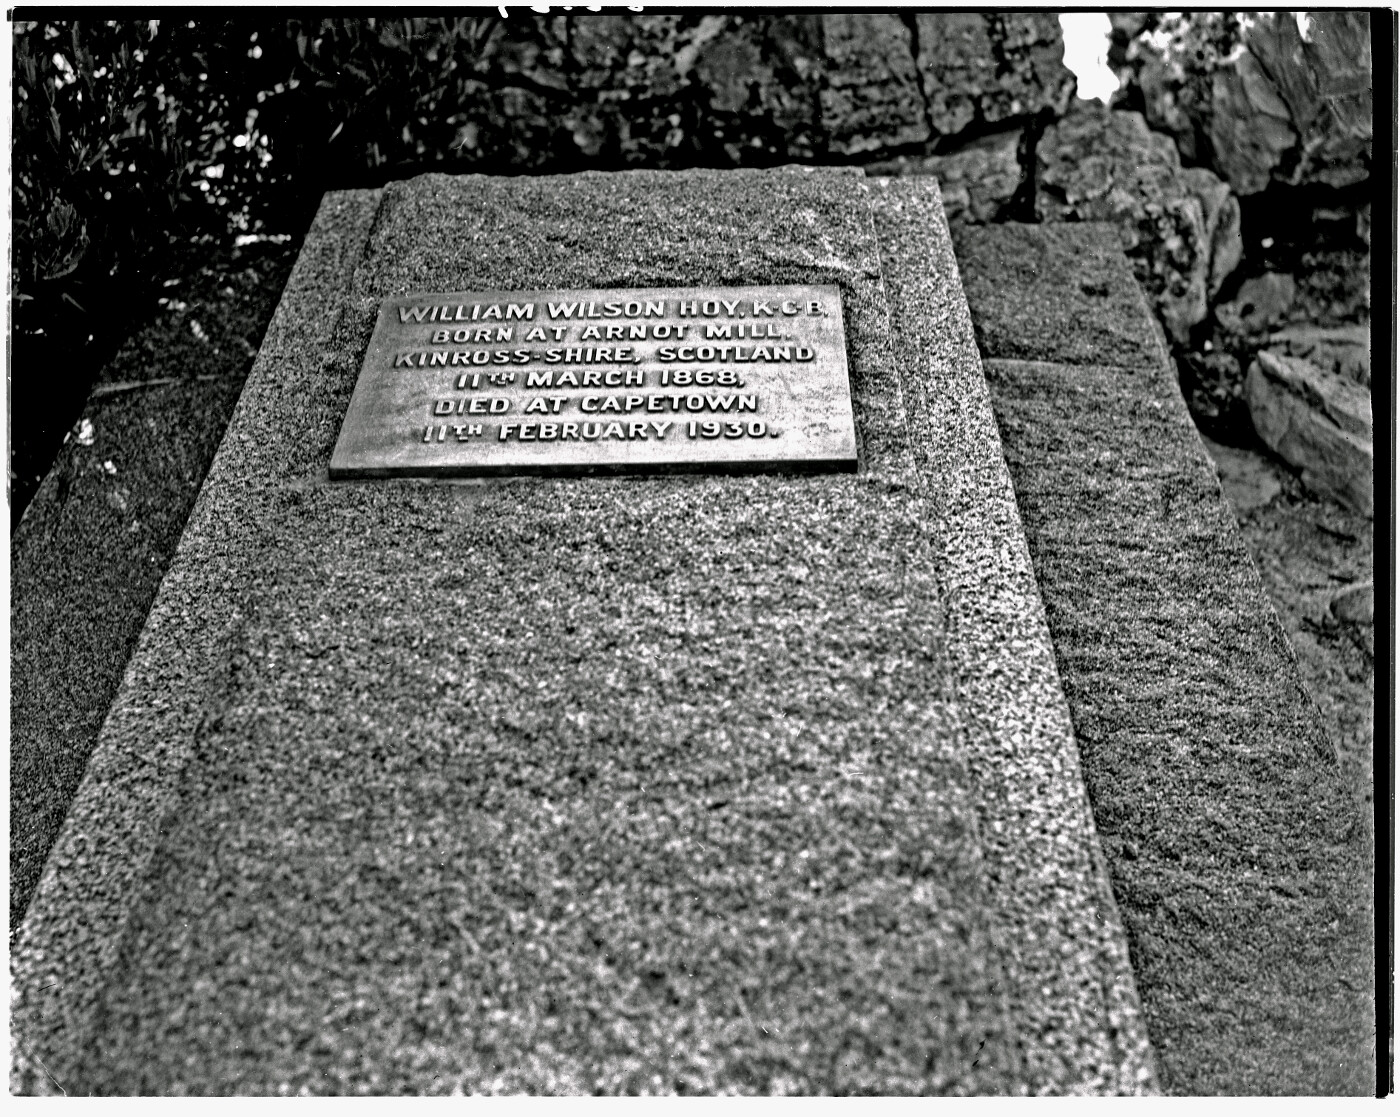 WILLIAM WILSON HOY, K·C·B.
BORN AT ARNOT MILL,
KINROSS-SHIRE, SCOTLAND
11TH MARCH 1868,
DIED AT CAPETOWN
11TH FEBRUARY 1930.